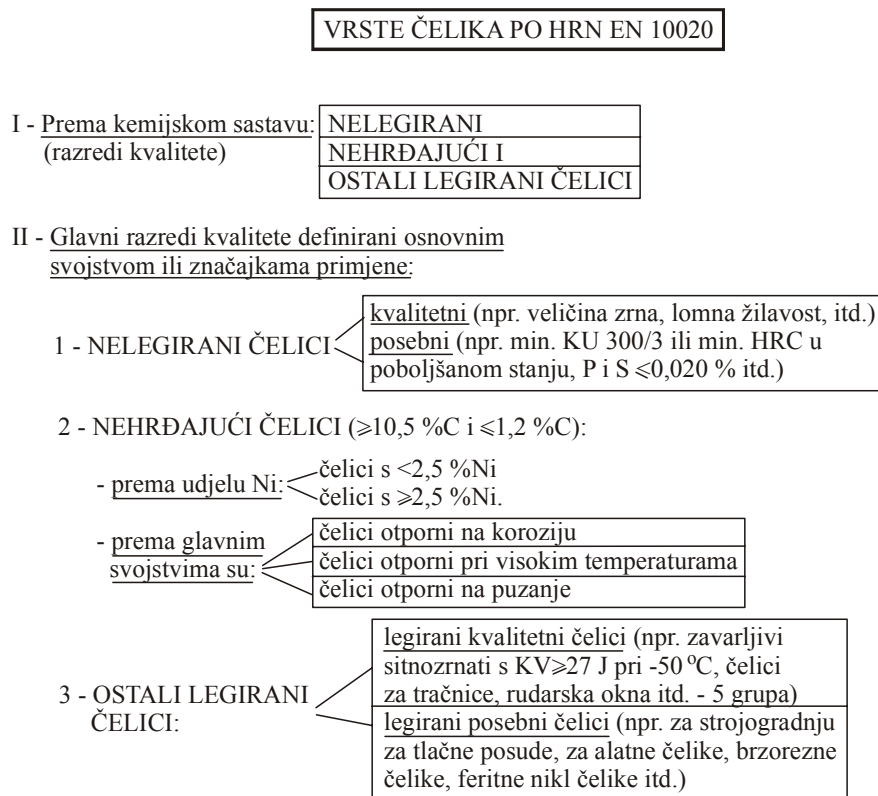 VRSTE ČELIKA PO HRN EN 10020
I - Prema kemijskom sastavu:
(razredi kvalitete)
NELEGIRANI
NEHRĐAJUĆI I
OSTALI LEGIRANI ČELICI
II - Glavni razredi kvalitete definirani osnovnim
svojstvom ili značajkama primjene:
1 - NELEGIRANI ČELICI
kvalitetni (npr. veličina zrna, lomna žilavost, itd.)
posebni (npr. min. KU 300/3 ili min. HRC u
poboljšanom stanju, P i S ⩽0,020 % itd.)
2 - NEHRĐAJUĆI ČELICI (⩾10,5 %C i ⩽1,2 %C):
- prema udjelu Ni:
čelici s <2,5 %Ni
čelici s ⩾2,5 %Ni.
- prema glavnim
svojstvima su:
čelici otporni na koroziju
čelici otporni pri visokim temperaturama
čelici otporni na puzanje
3 - OSTALI LEGIRANI
ČELICI:
legirani kvalitetni čelici (npr. zavarljivi
sitnozrnati s KV⩾27 J pri -50 °C, čelici
za tračnice, rudarska okna itd. - 5 grupa)
legirani posebni čelici (npr. za strojogradnju
za tlačne posude, za alatne čelike, brzorezne
čelike, feritne nikl čelike itd.)